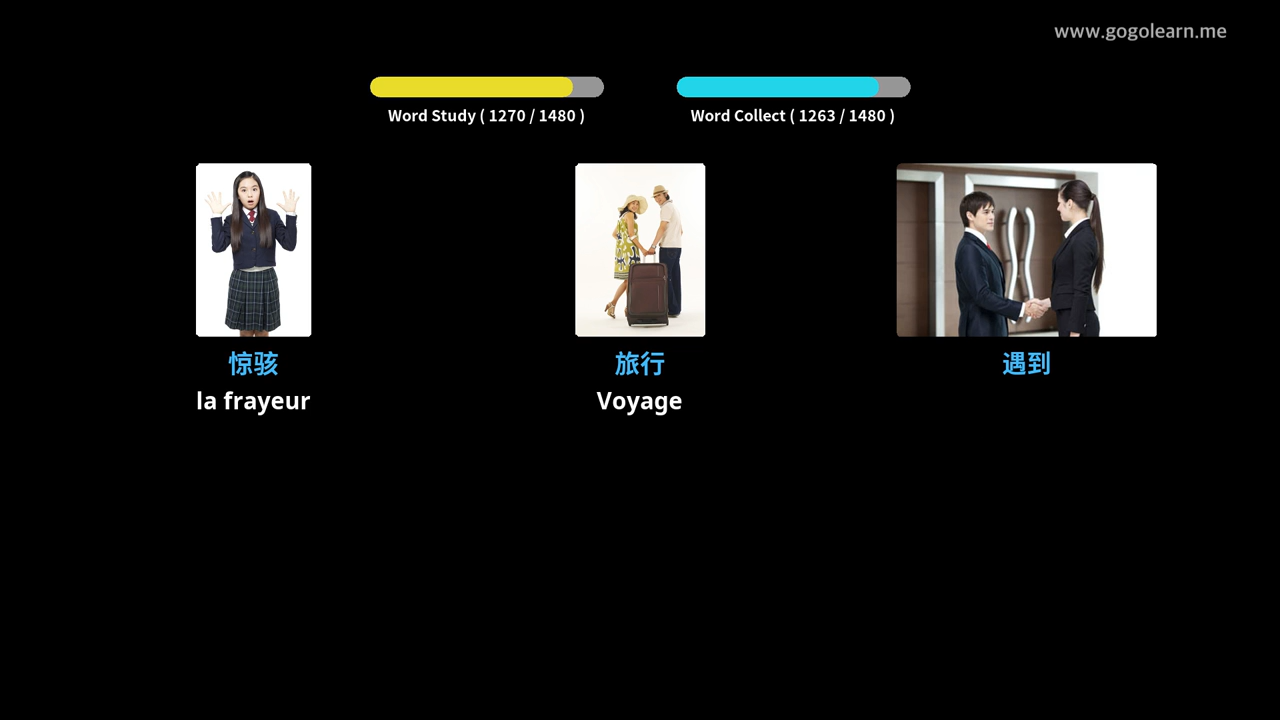 www.gogolearn.me
Word Study ( 1270 / 1480 )
Word Collect ( 1263 / 1480 )
惊骇
la frayeur
旅行
Voyage
遇到